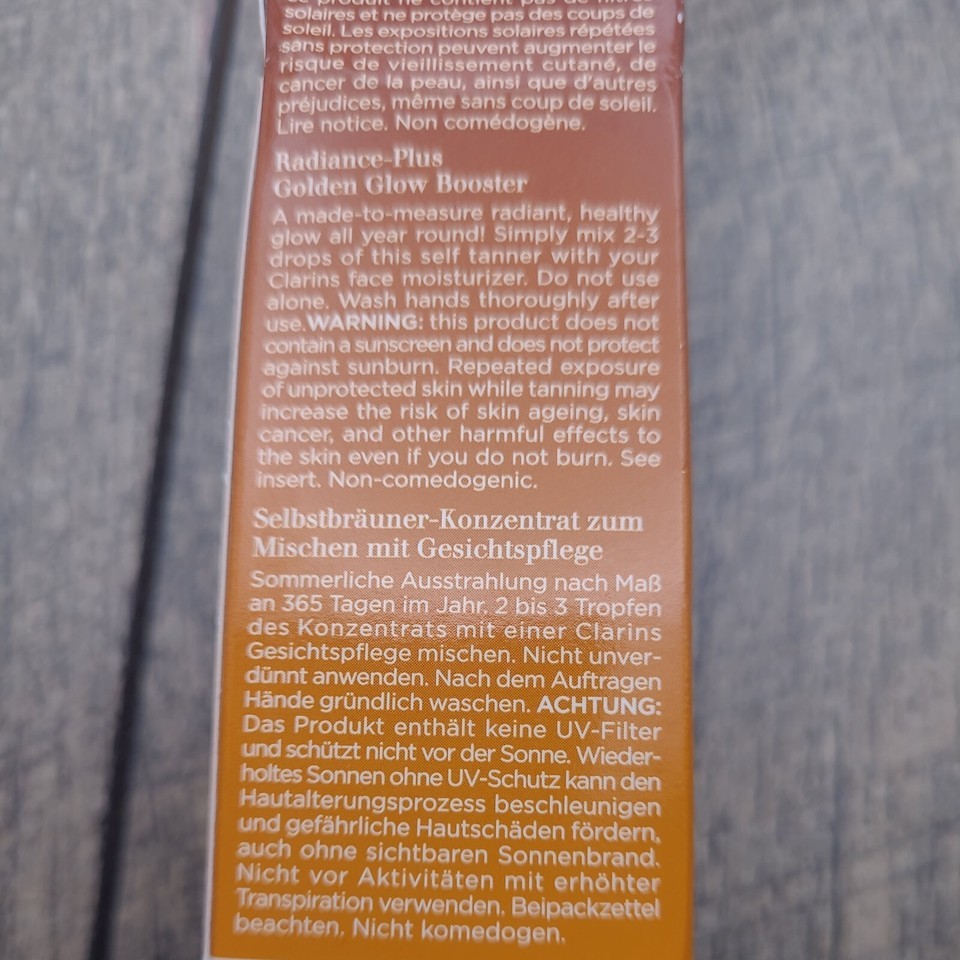 ce produit ne contient pas de filtres
solaires et ne protège pas des coups de
soleil. Les expositions solaires répétées
sans protection peuvent augmenter le
risque de vieillissement cutané, de
cancer de la peau, ainsi que d'autres
préjudices, même sans coup de soleil.
Lire notice. Non comédogène.
Radiance-Plus
Golden Glow Booster
A made-to-measure radiant, healthy
glow all year round! Simply mix 2-3
drops of this self tanner with your
Clarins face moisturizer. Do not use
alone. Wash hands thoroughly after
use.WARNING: this product does not
contain a sunscreen and does not protect
against sunburn. Repeated exposure
of unprotected skin while tanning may
increase the risk of skin ageing, skin
cancer, and other harmful effects to
the skin even if you do not burn. See
insert. Non-comedogenic.
Selbstbräuner-Konzentrat zum
Mischen mit Gesichtspflege
Sommerliche Ausstrahlung nach Maß
an 365 Tagen im Jahr. 2 bis 3 Tropfen
des Konzentrats mit einer Clarins
Gesichtspflege mischen. Nicht unver-
dünnt anwenden. Nach dem Auftragen
Hände gründlich waschen. ACHTUNG:
Das Produkt enthält keine UV-Filter
und schützt nicht vor der Sonne. Wieder-
holtes Sonnen ohne UV-Schutz kann den
Hautalterungsprozess beschleunigen
und gefährliche Hautschäden fördern,
auch ohne sichtbaren Sonnenbrand.
Nicht vor Aktivitäten mit erhöhter
Transpiration verwenden. Beipackzettel
beachten. Nicht komedogen.